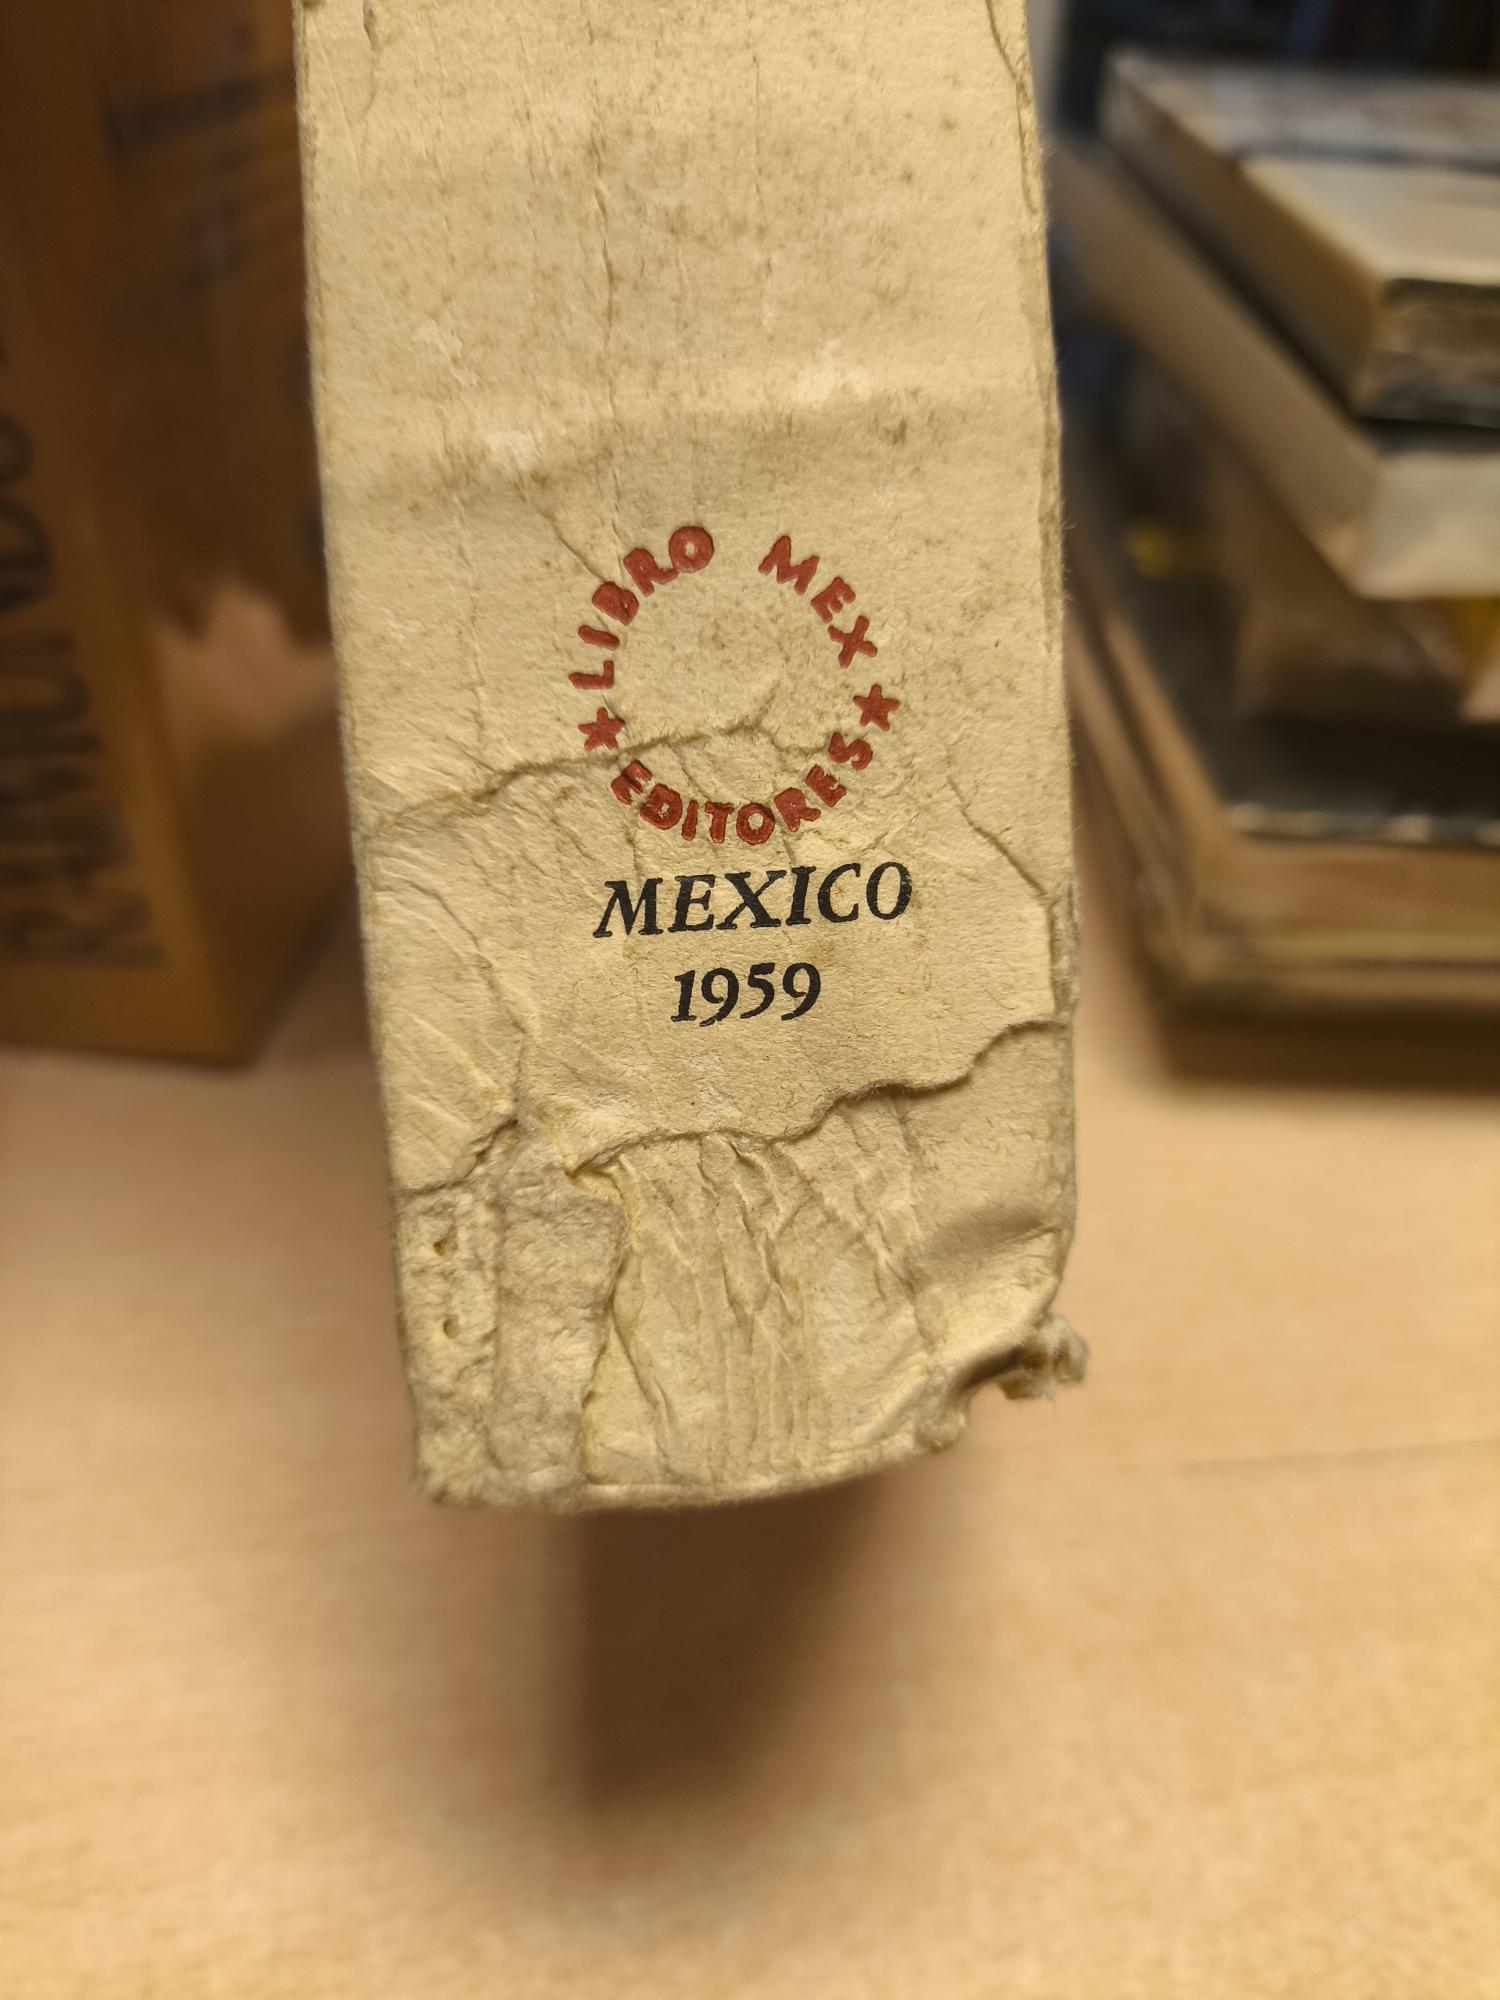 ★ LIBRO MEX ★
EDITORES
MEXICO
1959